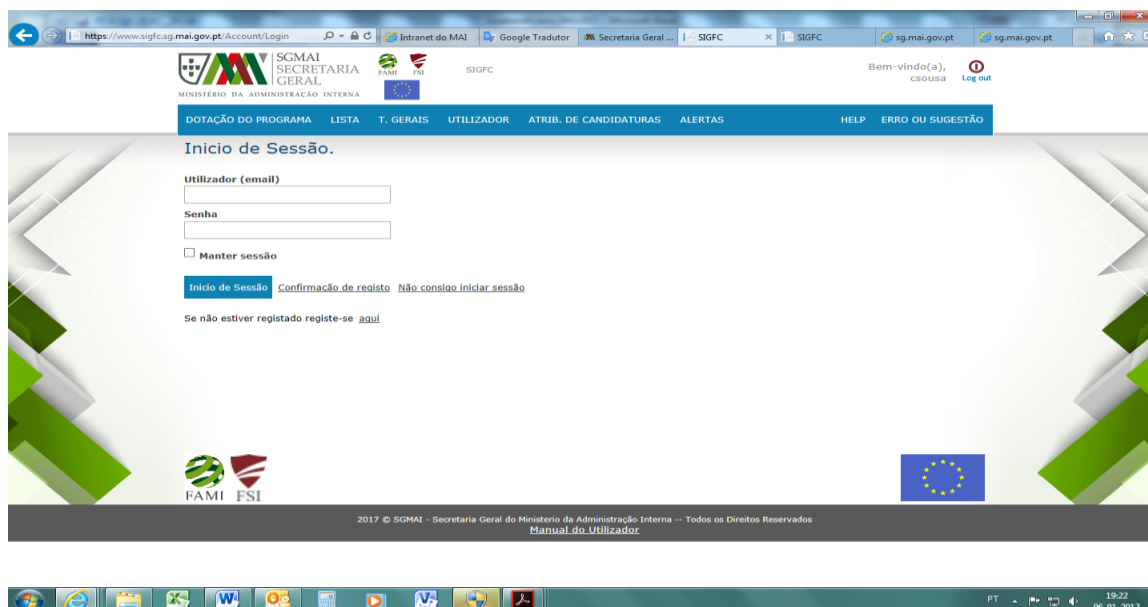 https://www.sigfc.sg.mai.gov.pt/Account/Login
Intranet do MAI
Google Tradutor
Secretaria Geral ...
SIGFC
SIGFC
sg.mai.gov.pt
sg.mai.gov.pt
SGMAI
SECRETARIA
GERAL
MINISTÉRIO DA ADMINISTRAÇÃO INTERNA
FAMI FSI
SIGFC
Bem-vindo(a),
csousa
Log out
DOTAÇÃO DO PROGRAMA LISTA T. GERAIS UTILIZADOR ATRIB. DE CANDIDATURAS ALERTAS HELP ERRO OU SUGESTÃO
Inicio de Sessão.
Utilizador (email)
Senha
Manter sessão
Inicio de Sessão Confirmação de registo Não consigo iniciar sessão
Se não estiver registado registe-se aqui
FAMI FSI
2017 © SGMAI - Secretaria Geral do Ministerio da Administração Interna -- Todos os Direitos Reservados
Manual do Utilizador
PT
19:22
06-01-2017